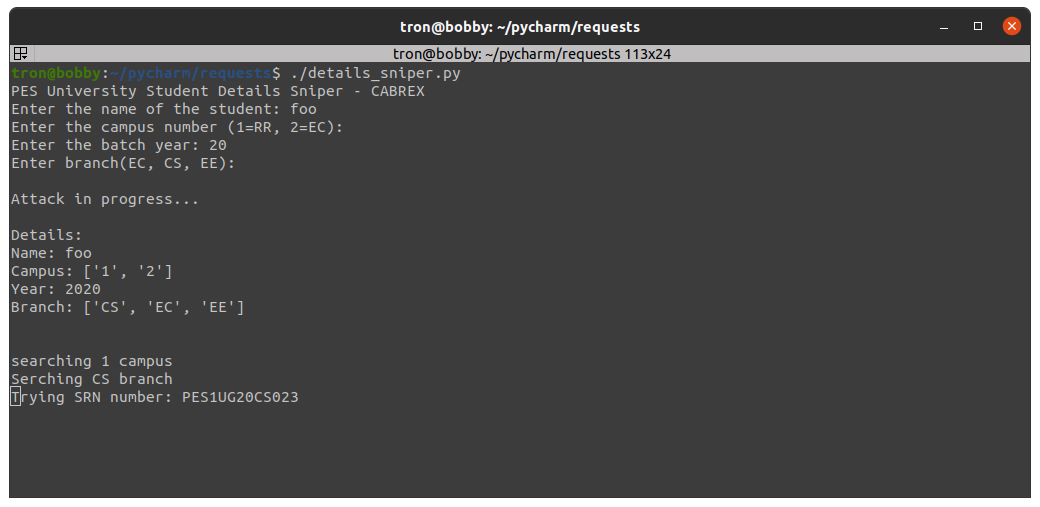 tron@bobby: ~/pycharm/requests
tron@bobby: ~/pycharm/requests 113x24
tron@bobby:~/pycharm/requests$ ./details_sniper.py
PES University Student Details Sniper - CABREX
Enter the name of the student: foo
Enter the campus number (1=RR, 2=EC):
Enter the batch year: 20
Enter branch(EC, CS, EE):
Attack in progress...
Details:
Name: foo
Campus: ['1', '2']
Year: 2020
Branch: ['CS', 'EC', 'EE']
searching 1 campus
Serching CS branch
Trying SRN number: PES1UG20CS023